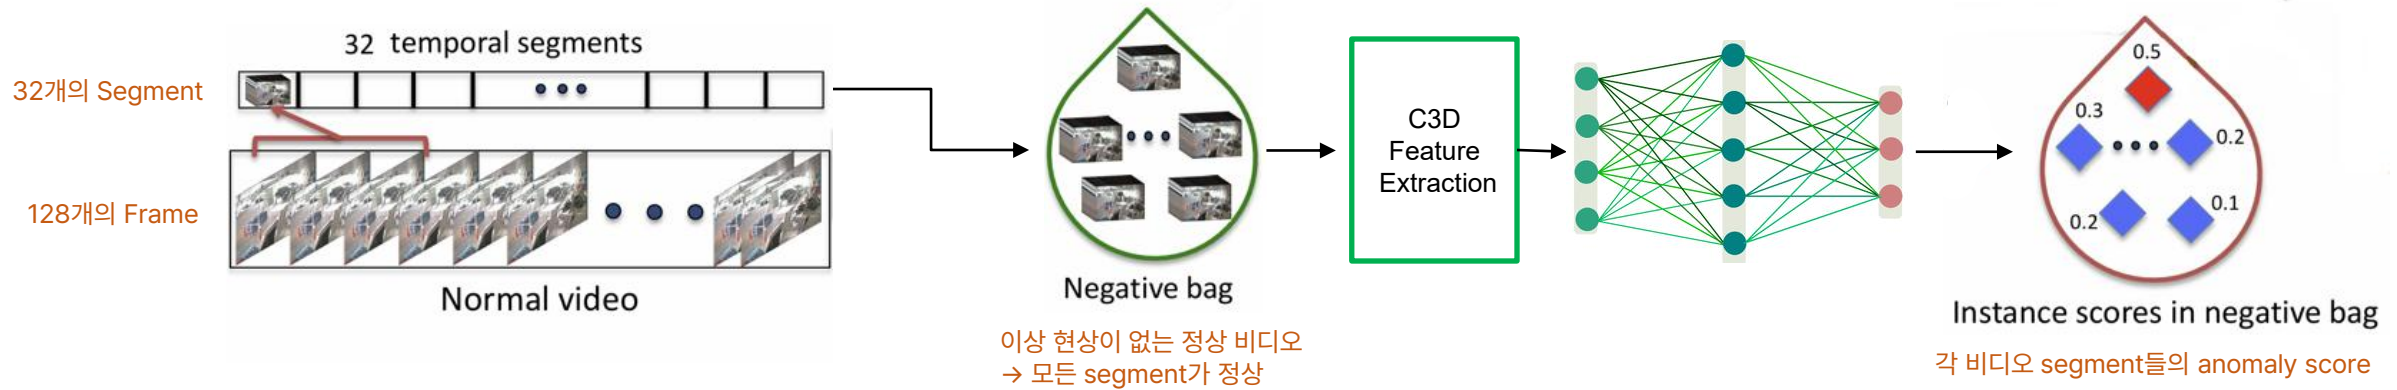 32 temporal segments
32개의 Segment
128개의 Frame
Normal video
Negative bag
이상 현상이 없는 정상 비디오
→ 모든 segment가 정상
C3D
Feature
Extraction
0.5
0.3
0.2
0.2
0.1
Instance scores in negative bag
각 비디오 segment들의 anomaly score